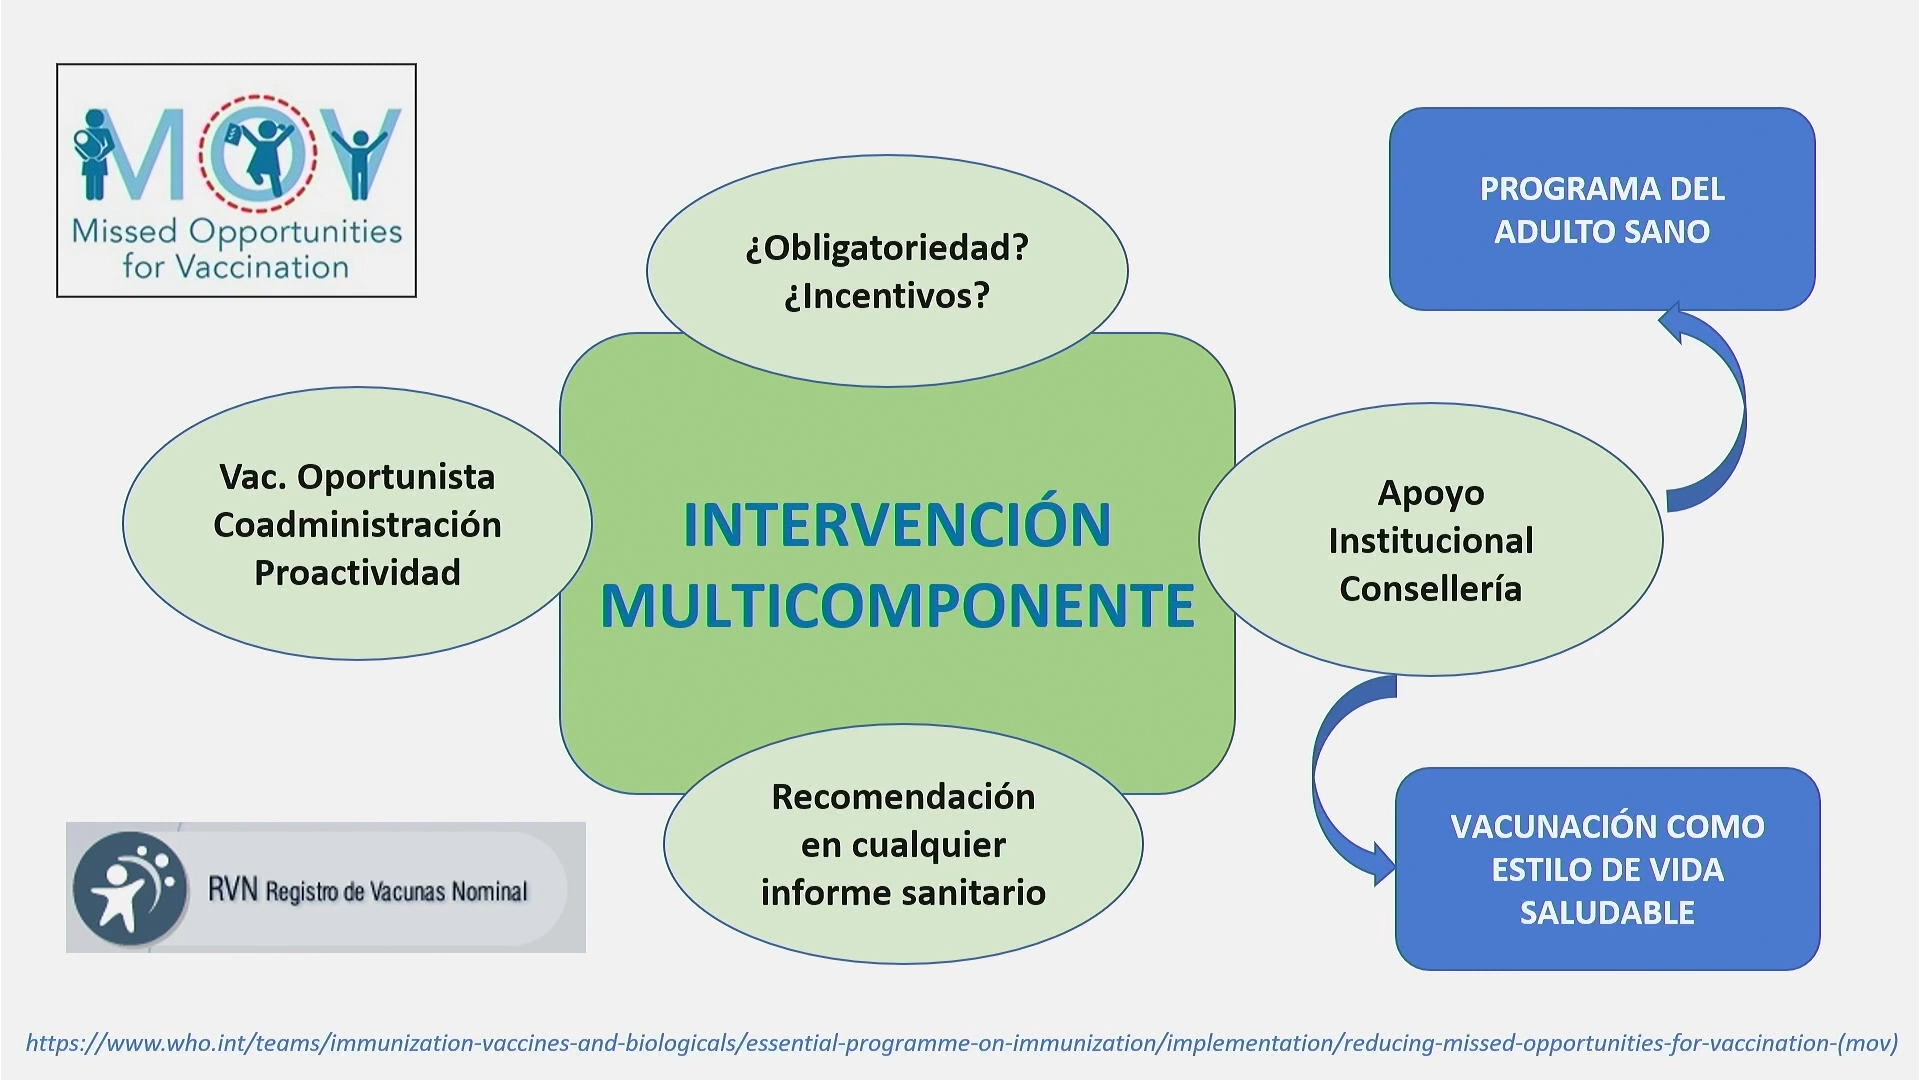 MOV
Missed Opportunities
for Vaccination
¿Obligatoriedad?
¿Incentivos?
PROGRAMA DEL
ADULTO SANO
Vac. Oportunista
Coadministración
Proactividad
INTERVENCIÓN
MULTICOMPONENTE
Apoyo
Institucional
Consellería
Recomendación
en cualquier
informe sanitario
VACUNACIÓN COMO
ESTILO DE VIDA
SALUDABLE
RVN Registro de Vacunas Nominal
https://www.who.int/teams/immunization-vaccines-and-biologicals/essential-programme-on-immunization/implementation/reducing-missed-opportunities-for-vaccination-(mov)